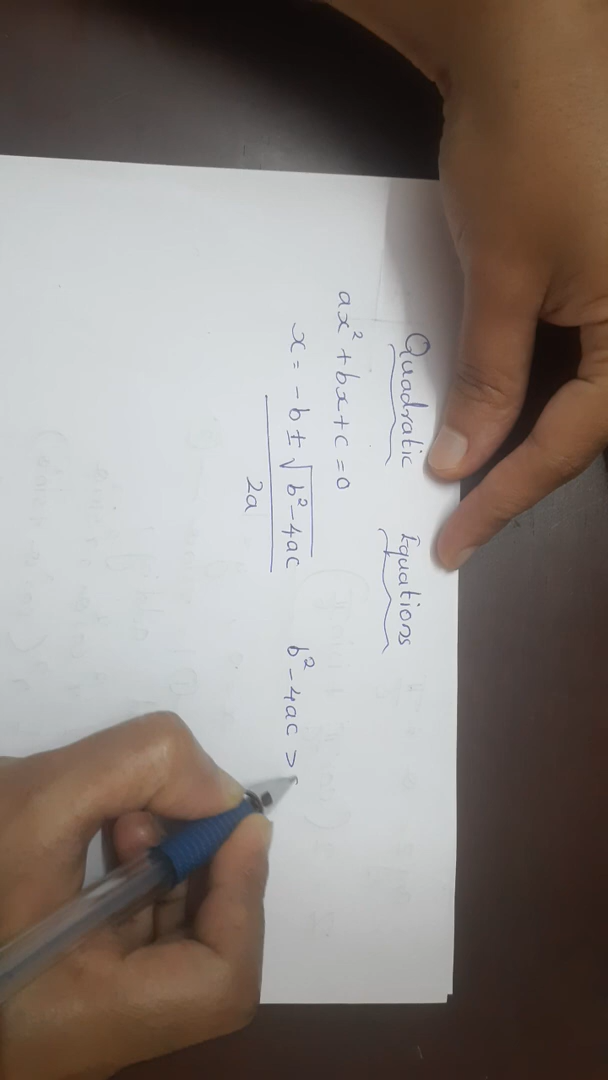 Quadratic Equations
ax² + bx + c = 0
x = -b ± √b² - 4ac b² - 4ac >
2a